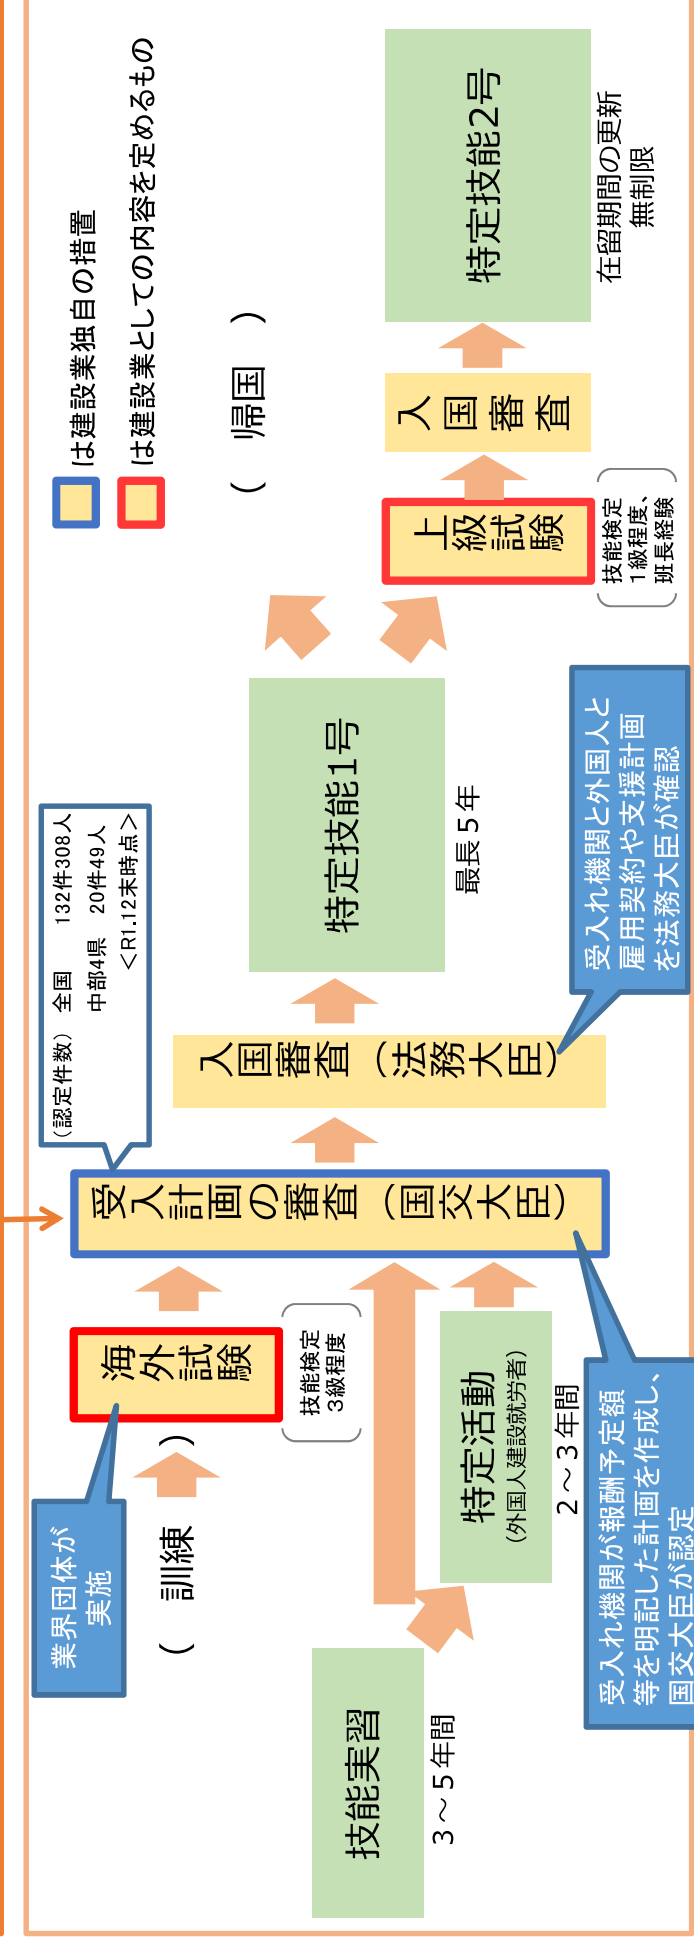 は建設業独自の措置
は建設業としての内容を定めるもの
（認定件数） 全国 132件308人
中部4県 20件49人
＜R1.12末時点＞
業界団体が
実施
（ 訓練 ）
海外試験
技能検定
3級程度
技能実習
３～５年間
特定活動
（外国人建設就労者）
２～３年間
受入計画の審査（国交大臣）
受入れ機関が報酬予定額
等を明記した計画を作成し、
国交大臣が認定
入国審査（法務大臣）
受入れ機関と外国人と
雇用契約や支援計画
を法務大臣が確認
特定技能1号
最長５年
（ 帰国 ）
上級試験
技能検定
1級程度、
班長経験
入国審査
特定技能2号
在留期間の更新
無制限